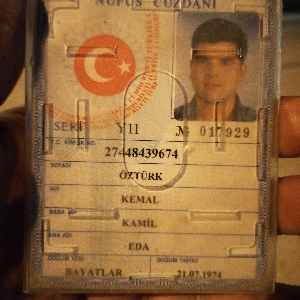 NÜFUS CÜZDANI
SERİ Y11 № 017929
T.C. KİMLİK NO.
27448439674
SOYADI
ÖZTÜRK
ADI
KEMAL
BABA ADI
KAMİL
ANA ADI
EDA
DOĞUM YERİ DOĞUM TARİHİ
BAYATLAR 21.07.1974